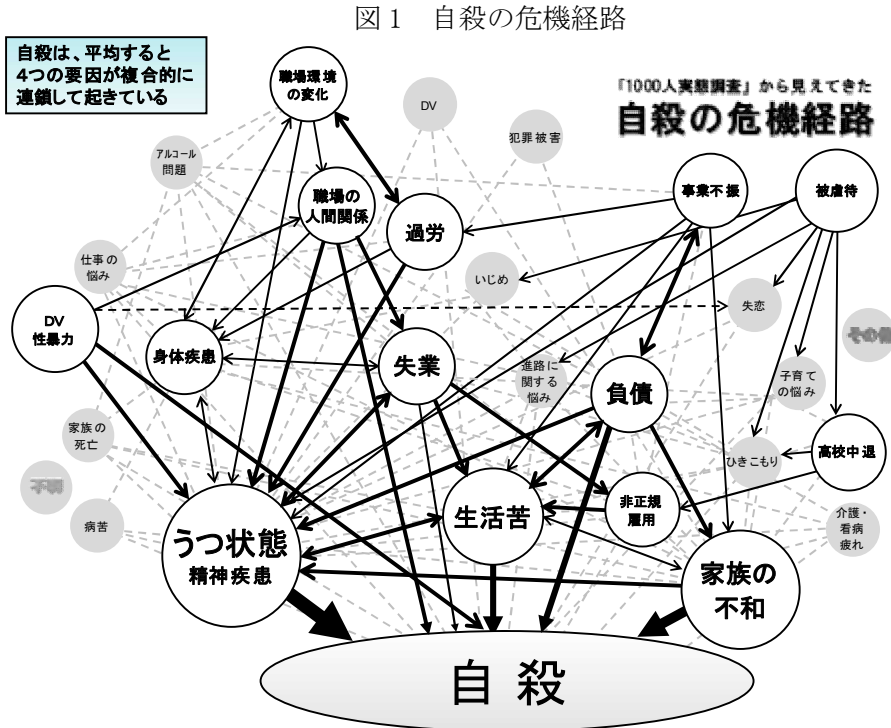 図1 自殺の危機経路
自殺は、平均すると
4つの要因が複合的に
連鎖して起きている
「1000人実態調査」から見えてきた
自殺の危機経路
職場環境
の変化
DV
犯罪被害
アルコール
問題
職場の
人間関係
過労
事業不振
被虐待
仕事の
悩み
いじめ
失恋
DV
性暴力
身体疾患
失業
進路に
関する
悩み
負債
子育て
の悩み
その他
家族の
死亡
ひきこもり
高校中退
不明
病苦
うつ状態
精神疾患
生活苦
非正規
雇用
介護・
看病
疲れ
家族の
不和
自殺